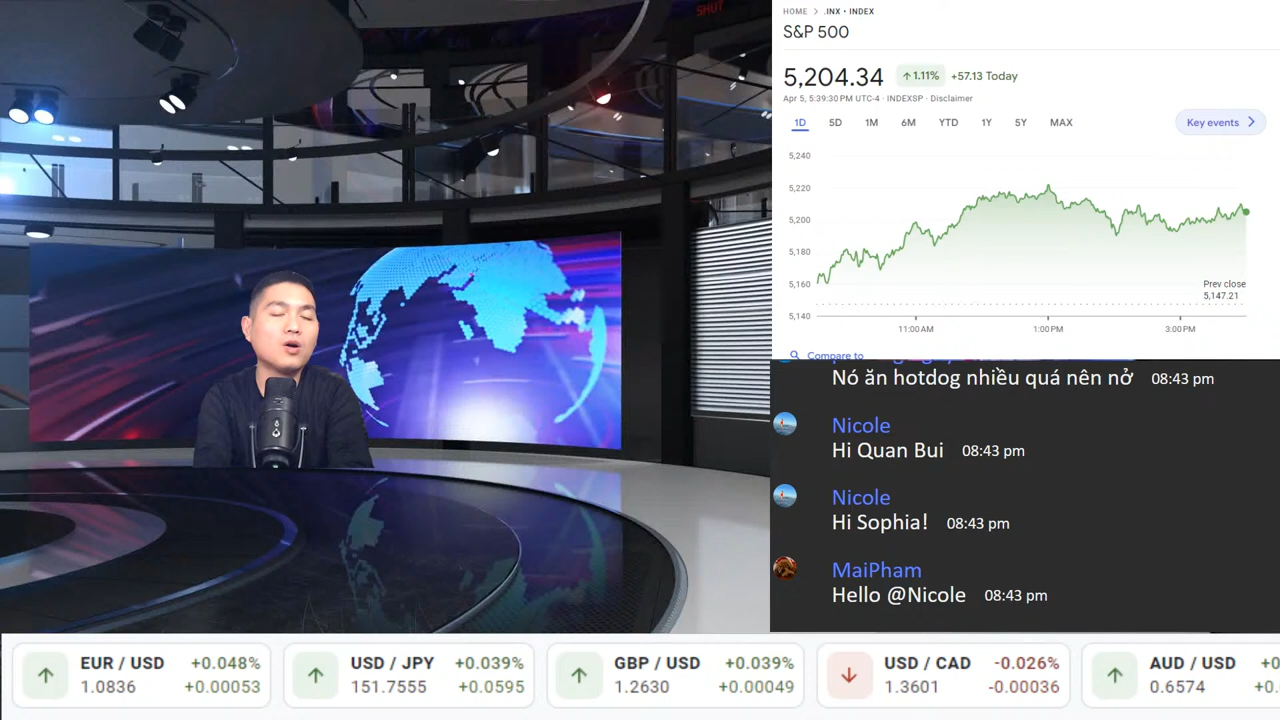 SHUT
HOME > .INX • INDEX
S&P 500
5,204.34 ↑ 1.11% +57.13 Today
Apr 5, 5:39:30 PM UTC-4 · INDEXSP · Disclaimer
1D 5D 1M 6M YTD 1Y 5Y MAX Key events >
5,240
5,220
5,200
5,180
5,160
5,140
Prev close
5,147.21
11:00 AM 1:00 PM 3:00 PM
Compare to
Nó ăn hotdog nhiều quá nên nở 08:43 pm
Nicole
Hi Quan Bui 08:43 pm
Nicole
Hi Sophia! 08:43 pm
MaiPham
Hello @Nicole 08:43 pm
EUR / USD +0.048%
1.0836 +0.00053
USD / JPY +0.039%
151.7555 +0.0595
GBP / USD +0.039%
1.2630 +0.00049
USD / CAD -0.026%
1.3601 -0.00036
AUD / USD
0.6574